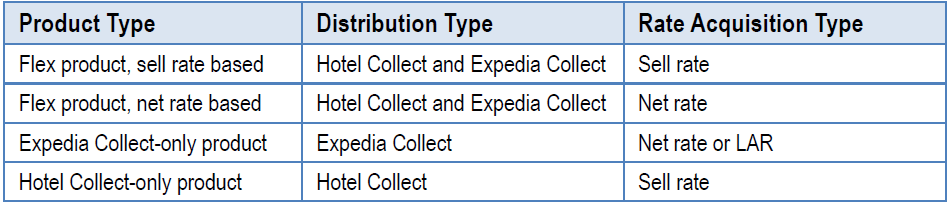 Product Type Distribution Type Rate Acquisition Type
Flex product, sell rate based Hotel Collect and Expedia Collect Sell rate
Flex product, net rate based Hotel Collect and Expedia Collect Net rate
Expedia Collect-only product Expedia Collect Net rate or LAR
Hotel Collect-only product Hotel Collect Sell rate